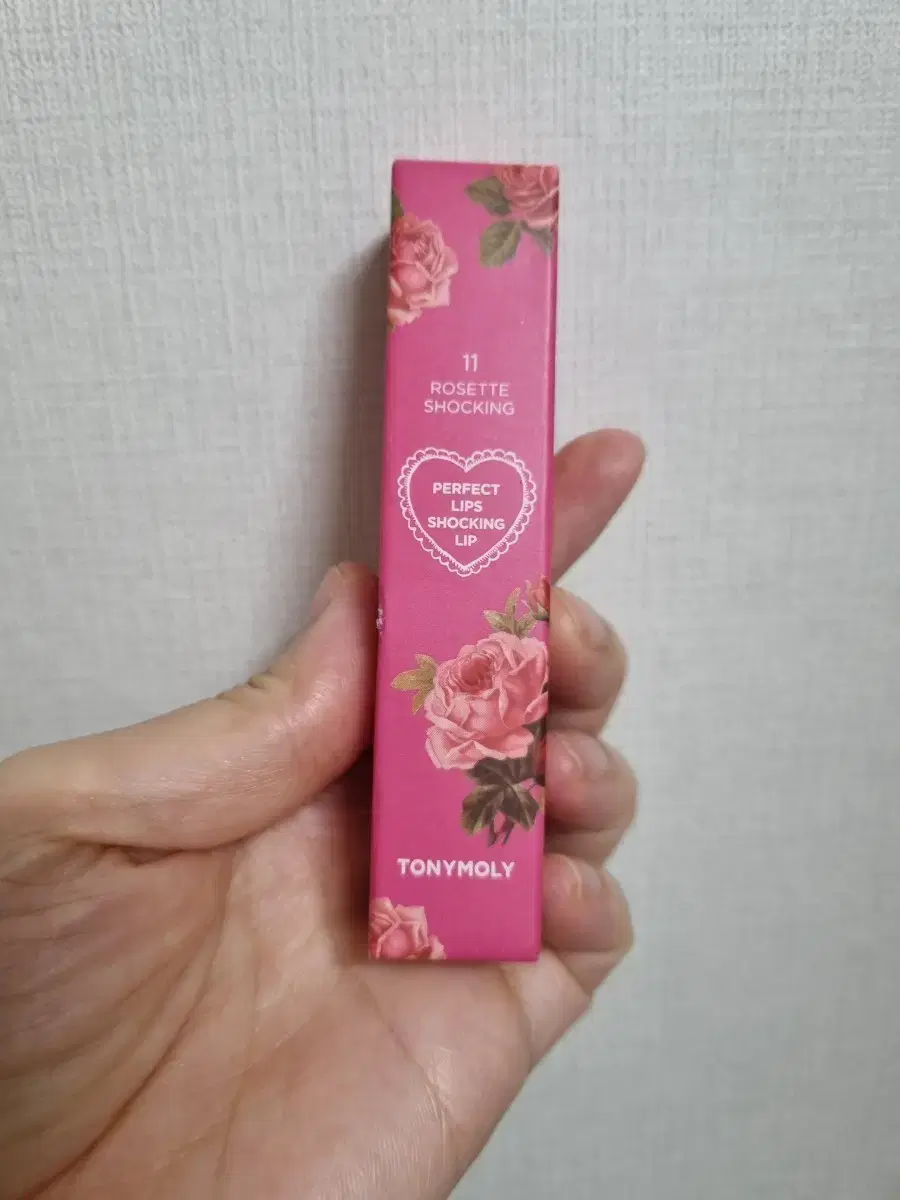 11
ROSETTE
SHOCKING
PERFECT
LIPS
SHOCKING
LIP
TONYMOLY